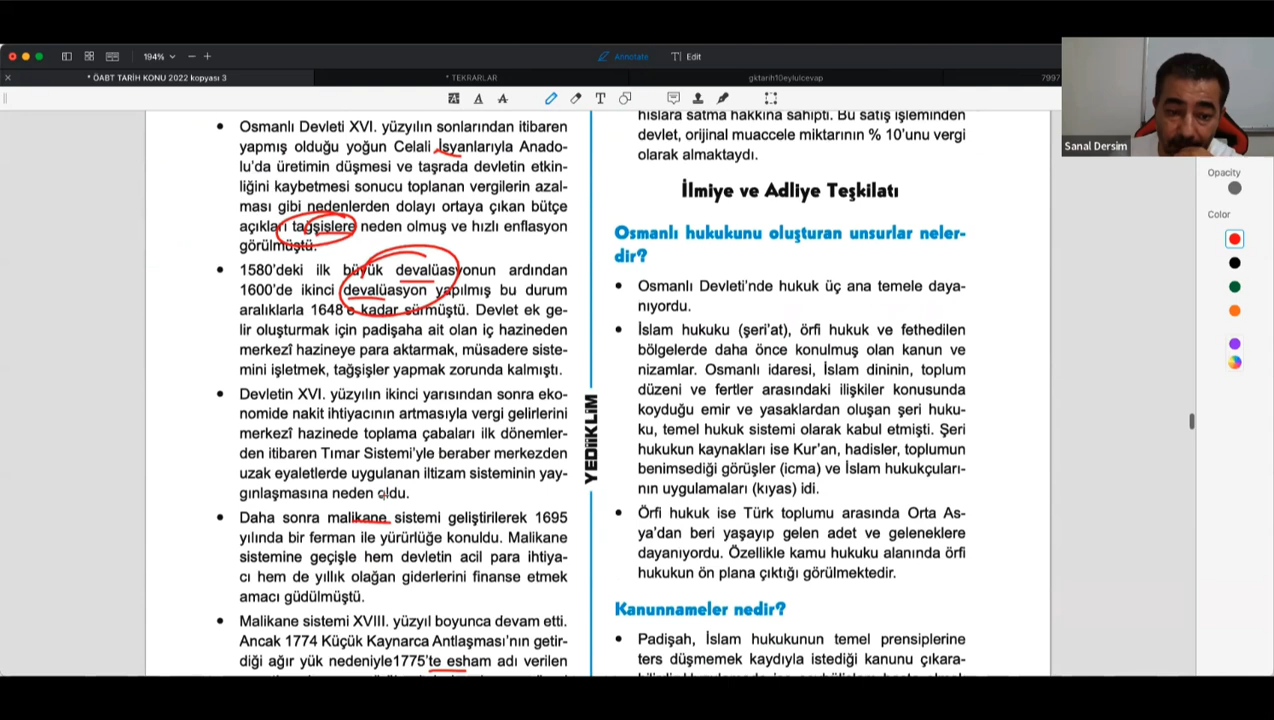 194%
Annotate
Edit
* ÖABT TARİH KONU 2022 kopyası 3
* TEKRARLAR
gktarih10eylulcevap
7997
Sanal Dersim
Opacity
Color
Osmanlı Devleti XVI. yüzyılın sonlarından itibaren
yapmış olduğu yoğun Celali İsyanlarıyla Anado-
lu'da üretimin düşmesi ve taşrada devletin etkin-
liğini kaybetmesi sonucu toplanan vergilerin azal-
ması gibi nedenlerden dolayı ortaya çıkan bütçe
açıkları tağşişlere neden olmuş ve hızlı enflasyon
görülmüştü.
1580'deki ilk büyük devalüasyonun ardından
1600'de ikinci devalüasyon yapılmış bu durum
aralıklarla 1648'e kadar sürmüştü. Devlet ek ge-
lir oluşturmak için padişaha ait olan iç hazineden
merkezî hazineye para aktarmak, müsadere siste-
mini işletmek, tağşişler yapmak zorunda kalmıştı.
Devletin XVI. yüzyılın ikinci yarısından sonra eko-
nomide nakit ihtiyacının artmasıyla vergi gelirlerini
merkezî hazinede toplama çabaları ilk dönemler-
den itibaren Tımar Sistemi'yle beraber merkezden
uzak eyaletlerde uygulanan iltizam sisteminin yay-
gınlaşmasına neden oldu.
Daha sonra malikane sistemi geliştirilerek 1695
yılında bir ferman ile yürürlüğe konuldu. Malikane
sistemine geçişle hem devletin acil para ihtiya-
cı hem de yıllık olağan giderlerini finanse etmek
amacı güdülmüştü.
Malikane sistemi XVIII. yüzyıl boyunca devam etti.
Ancak 1774 Küçük Kaynarca Antlaşması'nın getir-
diği ağır yük nedeniyle1775'te esham adı verilen
YEDİİKLİM
hıslara satma hakkına sahipti. Bu satış işleminden
devlet, orijinal muaccele miktarının % 10'unu vergi
olarak almaktaydı.
İlmiye ve Adliye Teşkilatı
Osmanlı hukukunu oluşturan unsurlar neler-
dir?
Osmanlı Devleti'nde hukuk üç ana temele daya-
nıyordu.
İslam hukuku (şeri'at), örfi hukuk ve fethedilen
bölgelerde daha önce konulmuş olan kanun ve
nizamlar. Osmanlı idaresi, İslam dininin, toplum
düzeni ve fertler arasındaki ilişkiler konusunda
koyduğu emir ve yasaklardan oluşan şeri huku-
ku, temel hukuk sistemi olarak kabul etmişti. Şeri
hukukun kaynakları ise Kur'an, hadisler, toplumun
benimsediği görüşler (icma) ve İslam hukukçuları-
nın uygulamaları (kıyas) idi.
Örfi hukuk ise Türk toplumu arasında Orta As-
ya'dan beri yaşayıp gelen adet ve geleneklere
dayanıyordu. Özellikle kamu hukuku alanında örfi
hukukun ön plana çıktığı görülmektedir.
Kanunnameler nedir?
Padişah, İslam hukukunun temel prensiplerine
ters düşmemek kaydıyla istediği kanunu çıkara-